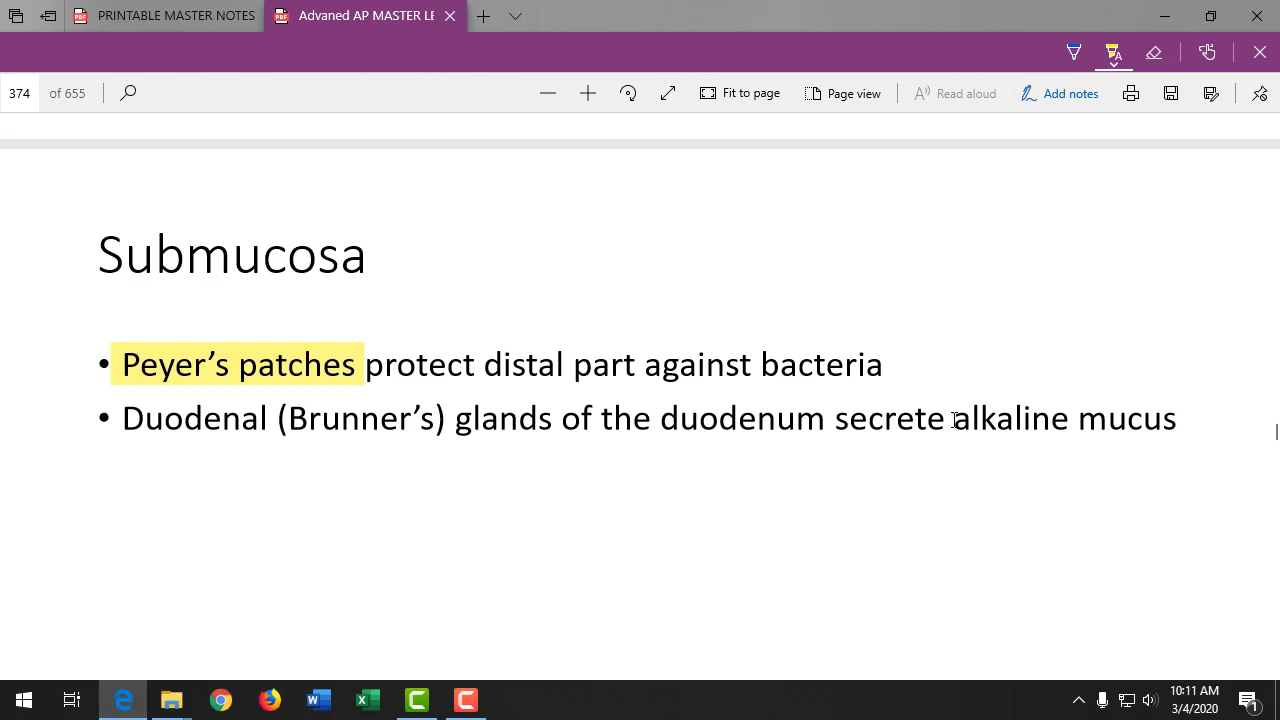 PRINTABLE MASTER NOTES
Advaned AP MASTER LE
374 of 655
Fit to page
Page view
Read aloud
Add notes
Submucosa
• Peyer’s patches protect distal part against bacteria
• Duodenal (Brunner’s) glands of the duodenum secrete alkaline mucus
10:11 AM
3/4/2020